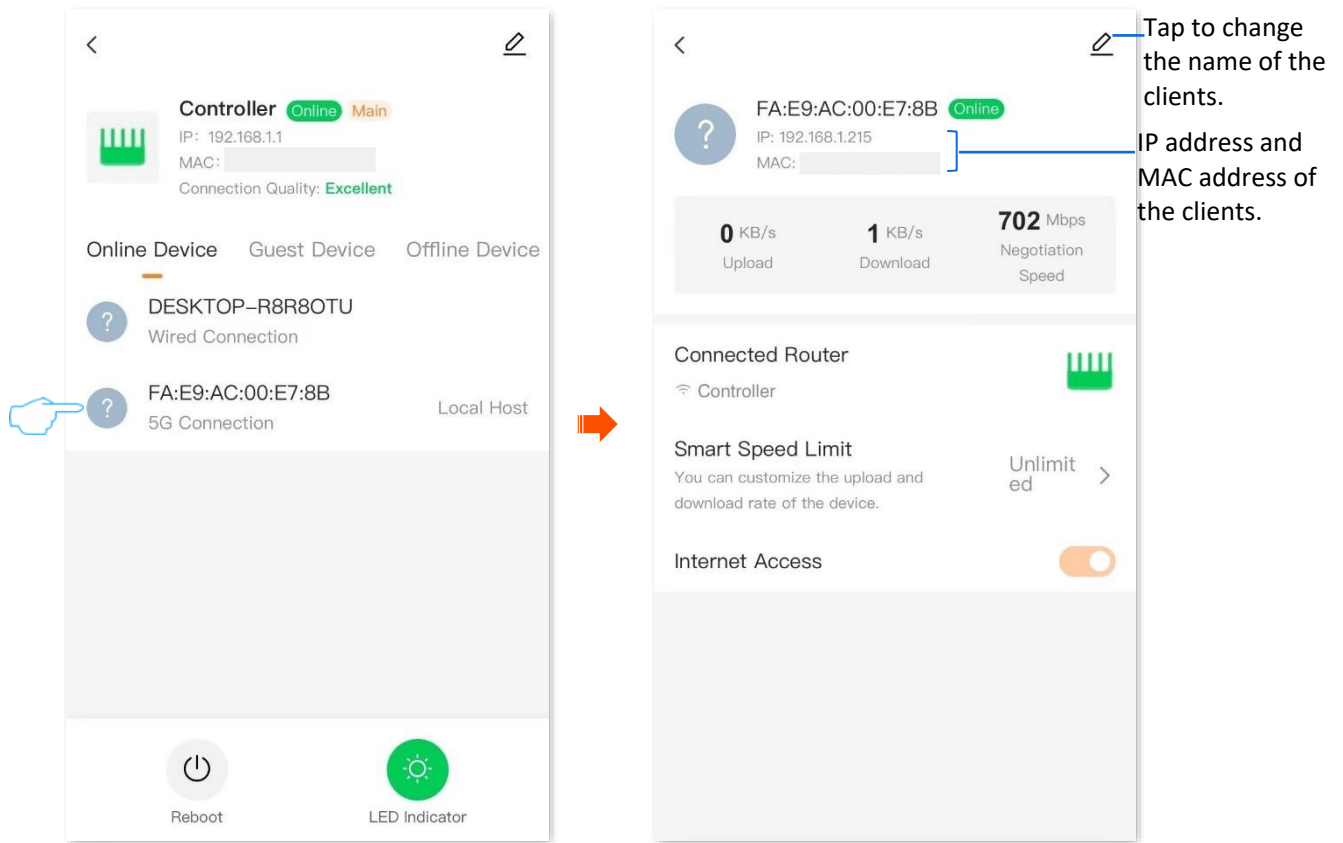 Controller Online Main
IP: 192.168.1.1
MAC:
Connection Quality: Excellent
Online Device Guest Device Offline Device
DESKTOP-R8R8OTU
Wired Connection
FA:E9:AC:00:E7:8B
5G Connection
Local Host
Reboot
LED Indicator
FA:E9:AC:00:E7:8B Online
IP: 192.168.1.215
MAC:
0 KB/s
Upload
1 KB/s
Download
702 Mbps
Negotiation
Speed
Connected Router
Controller
Smart Speed Limit
You can customize the upload and
download rate of the device.
Unlimit
ed
Internet Access
Tap to change
the name of the
clients.
IP address and
MAC address of
the clients.